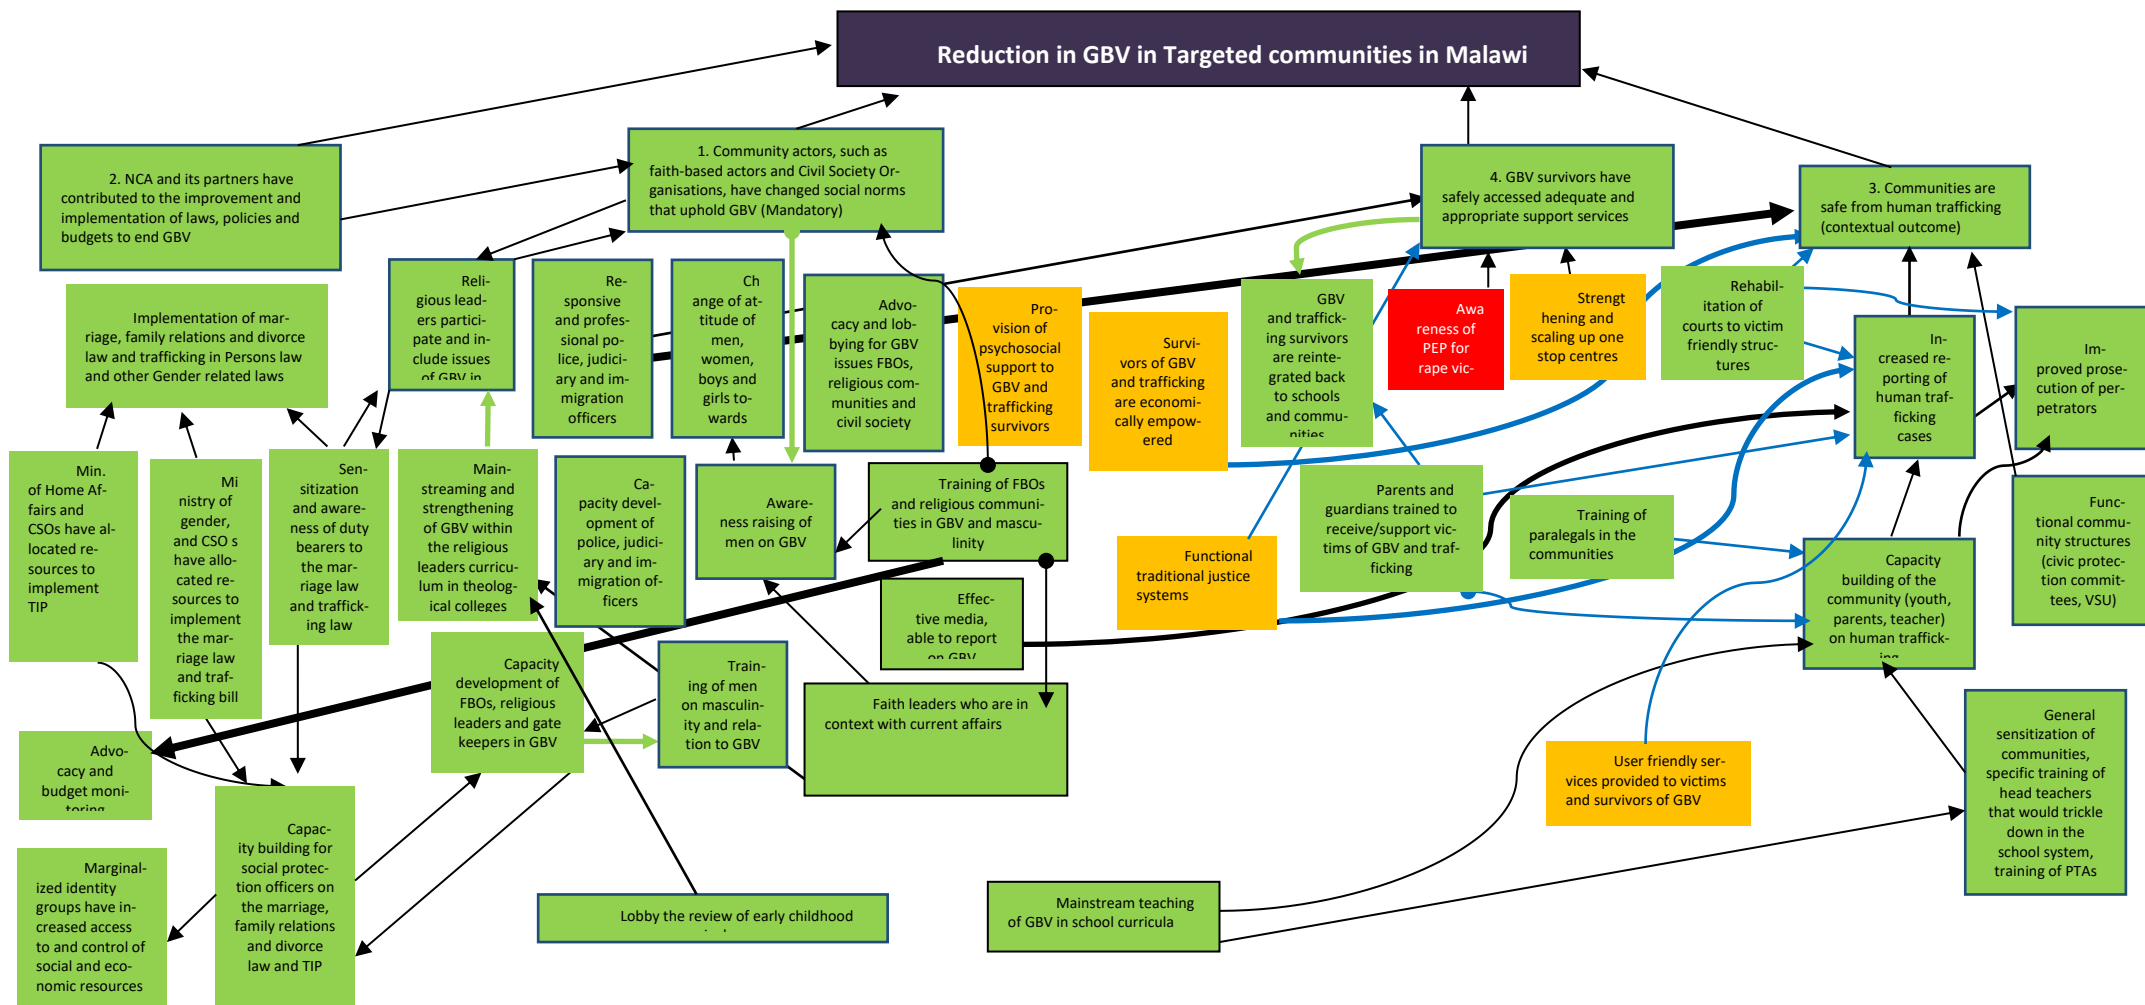 Reduction in GBV in Targeted communities in Malawi
2. NCA and its partners have
contributed to the improvement and
implementation of laws, policies and
budgets to end GBV
1. Community actors, such as
faith-based actors and Civil Society Or-
ganisations, have changed social norms
that uphold GBV (Mandatory)
4. GBV survivors have
safely accessed adequate and
appropriate support services
3. Communities are
safe from human trafficking
(contextual outcome)
Implementation of mar-
riage, family relations and divorce
law and trafficking in Persons law
and other Gender related laws
Reli-
gious lead-
ers partici-
pate and in-
clude issues
of GBV in
Re-
sponsive
and profes-
sional po-
lice, judici-
ary and im-
migration
officers
Ch
ange of at-
titude of
men,
women,
boys and
girls to-
wards
Advo-
cacy and lob-
bying for GBV
issues FBOs,
religious com-
munities and
civil society
Pro-
vision of
psychosocial
support to
GBV and
trafficking
survivors
Survi-
vors of GBV
and trafficking
are economi-
cally empow-
ered
GBV
and traffick-
ing survivors
are reinte-
grated back
to schools
and commu-
nities
Awa
reness of
PEP for
rape vic-
Strengt
hening and
scaling up one
stop centres
Rehabil-
itation of
courts to victim
friendly struc-
tures
In-
creased re-
porting of
human traf-
ficking
cases
Im-
proved prose-
cution of per-
petrators
Min.
of Home Af-
fairs and
CSOs have al-
located re-
sources to
implement
TIP
Mi
nistry of
gender,
and CSO s
have allo-
cated re-
sources to
implement
the mar-
riage law
and traf-
ficking bill
Sen-
sitization
and aware-
ness of duty
bearers to
the mar-
riage law
and traffick-
ing law
Main-
streaming and
strengthening
of GBV within
the religious
leaders curricu-
lum in theolog-
ical colleges
Ca-
pacity devel-
opment of
police, judici-
ary and im-
migration of-
ficers
Aware-
ness raising of
men on GBV
Training of FBOs
and religious communi-
ties in GBV and mascu-
linity
Effec-
tive media,
able to report
on GBV
Functional
traditional justice
systems
Parents and
guardians trained to
receive/support vic-
tims of GBV and traf-
ficking
Training of
paralegals in the
communities
Capacity
building of the
community (youth,
parents, teacher)
on human traffick-
ing
Func-
tional commu-
nity structures
(civic protec-
tion commit-
tees, VSU)
Capacity
development of
FBOs, religious
leaders and gate
keepers in GBV
Train-
ing of men
on masculin-
ity and rela-
tion to GBV
Faith leaders who are in
context with current affairs
User friendly ser-
vices provided to victims
and survivors of GBV
General
sensitization of
communities,
specific training of
head teachers
that would trickle
down in the
school system,
training of PTAs
Advo-
cacy and
budget moni-
toring
Capac-
ity building for
social protec-
tion officers on
the marriage,
family relations
and divorce
law and TIP
Marginal-
ized identity
groups have in-
creased access
to and control of
social and eco-
nomic resources
Lobby the review of early childhood
Mainstream teaching
of GBV in school curricula